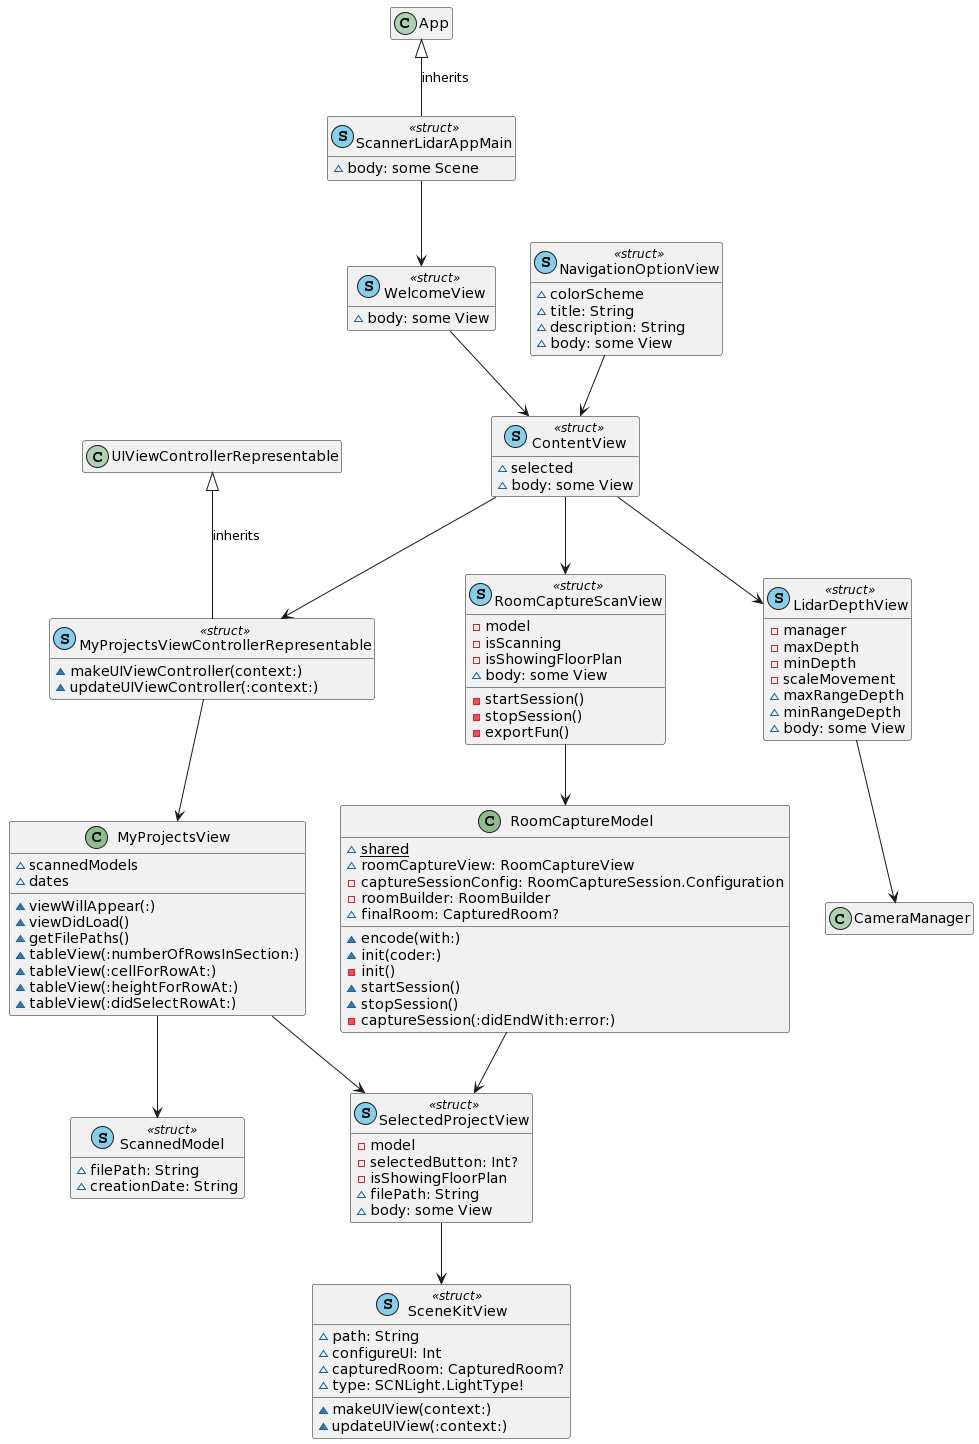 C App
inherits
«struct»
S ScannerLidarAppMain
body: some Scene
«struct»
S WelcomeView
body: some View
«struct»
S NavigationOptionView
colorScheme
title: String
description: String
body: some View
«struct»
S ContentView
selected
body: some View
C UIViewControllerRepresentable
inherits
«struct»
S MyProjectsViewControllerRepresentable
makeUIViewController(context:)
updateUIViewController(:context:)
«struct»
S RoomCaptureScanView
model
isScanning
isShowingFloorPlan
body: some View
startSession()
stopSession()
exportFun()
«struct»
S LidarDepthView
manager
maxDepth
minDepth
scaleMovement
maxRangeDepth
minRangeDepth
body: some View
C MyProjectsView
scannedModels
dates
viewWillAppear(:)
viewDidLoad()
getFilePaths()
tableView(:numberOfRowsInSection:)
tableView(:cellForRowAt:)
tableView(:heightForRowAt:)
tableView(:didSelectRowAt:)
C RoomCaptureModel
shared
roomCaptureView: RoomCaptureView
captureSessionConfig: RoomCaptureSession.Configuration
roomBuilder: RoomBuilder
finalRoom: CapturedRoom?
encode(with:)
init(coder:)
init()
startSession()
stopSession()
captureSession(:didEndWith:error:)
C CameraManager
«struct»
S ScannedModel
filePath: String
creationDate: String
«struct»
S SelectedProjectView
model
selectedButton: Int?
isShowingFloorPlan
filePath: String
body: some View
«struct»
S SceneKitView
path: String
configureUI: Int
capturedRoom: CapturedRoom?
type: SCNLight.LightType!
makeUIView(context:)
updateUIView(:context:)